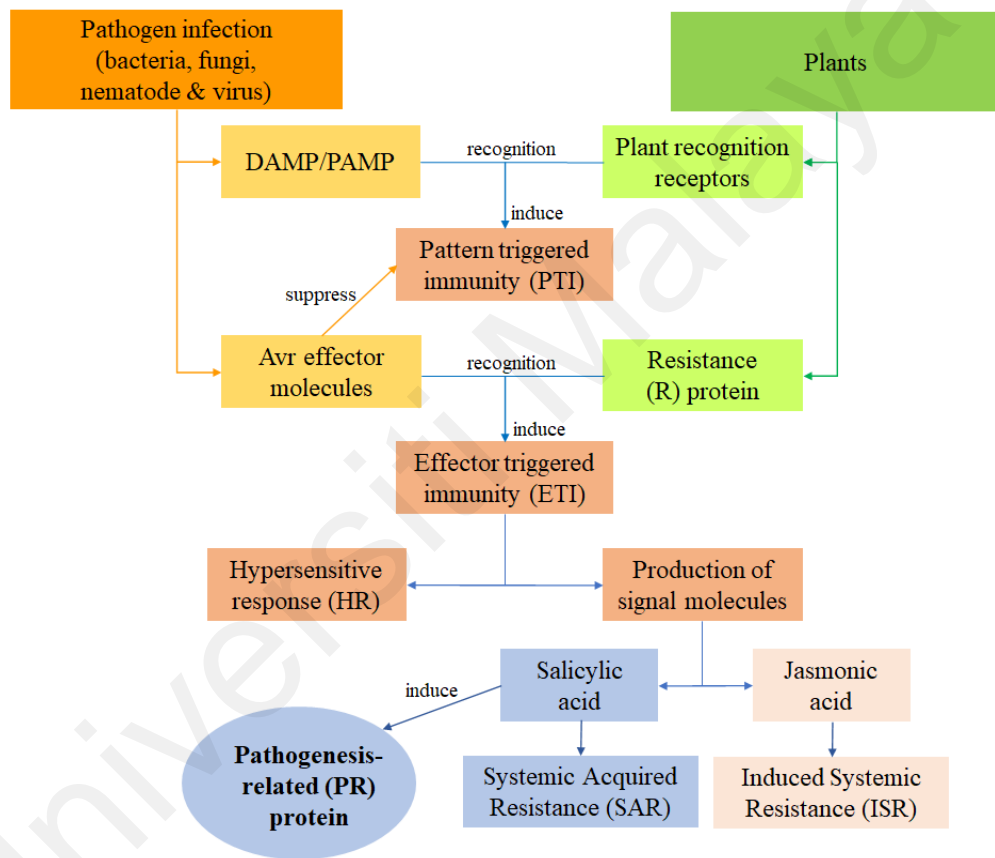 Pathogen infection
(bacteria, fungi,
nematode & virus)
Plants
DAMP/PAMP
recognition
Plant recognition
receptors
induce
Pattern triggered
immunity (PTI)
suppress
Avr effector
molecules
recognition
Resistance
(R) protein
induce
Effector triggered
immunity (ETI)
Hypersensitive
response (HR)
Production of
signal molecules
Salicylic
acid
Jasmonic
acid
induce
Pathogenesis-
related (PR)
protein
Systemic Acquired
Resistance (SAR)
Induced Systemic
Resistance (ISR)
Universiti Malaya